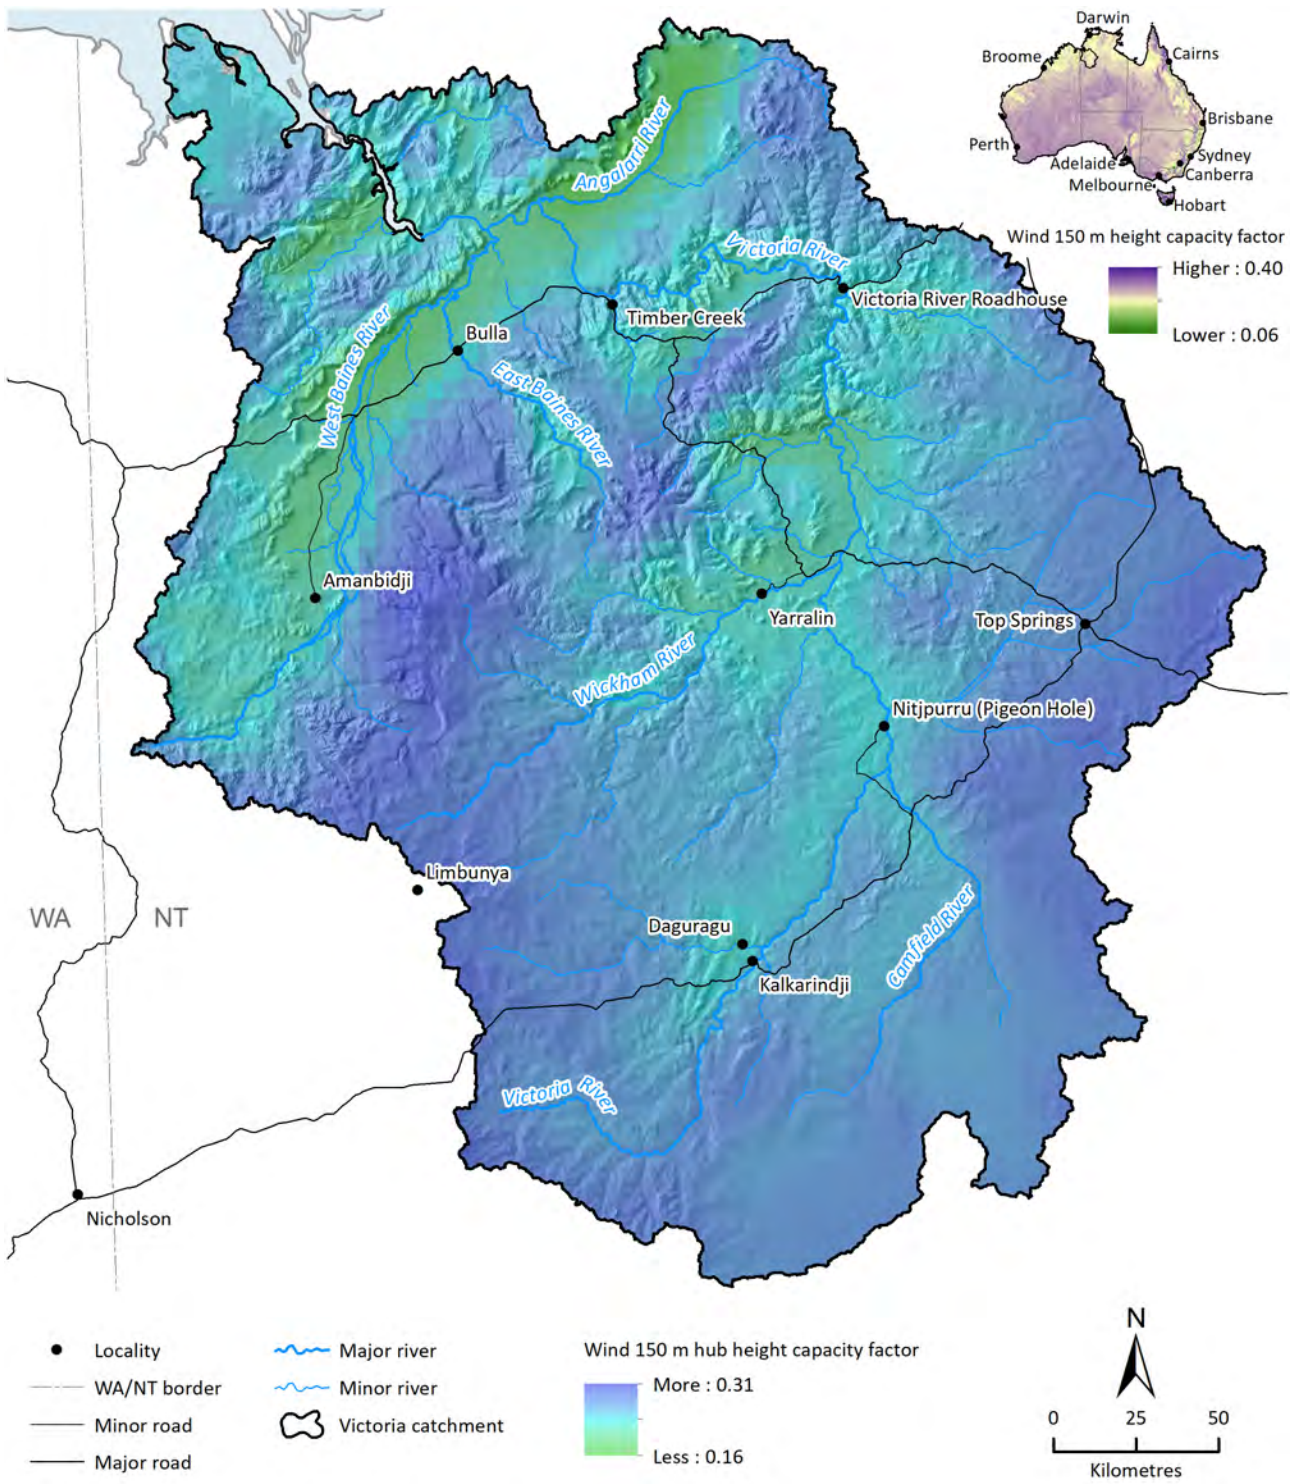 Darwin
Broome
Cairns
Brisbane
Perth
Adelaide
Sydney
Canberra
Melbourne
Hobart
Wind 150 m height capacity factor
Higher : 0.40
Lower : 0.06
Angalarri River
Victoria River
Victoria River Roadhouse
Timber Creek
Bulla
West Baines River
East Baines River
Amanbidji
Yarralin
Top Springs
Wickham River
Nitjpurru (Pigeon Hole)
Limbunya
WA
NT
Daguragu
Camfield River
Kalkarindji
Victoria River
Nicholson
N
Locality
WA/NT border
Minor road
Major road
Major river
Minor river
Victoria catchment
Wind 150 m hub height capacity factor
More : 0.31
Less : 0.16
0 25 50
Kilometres